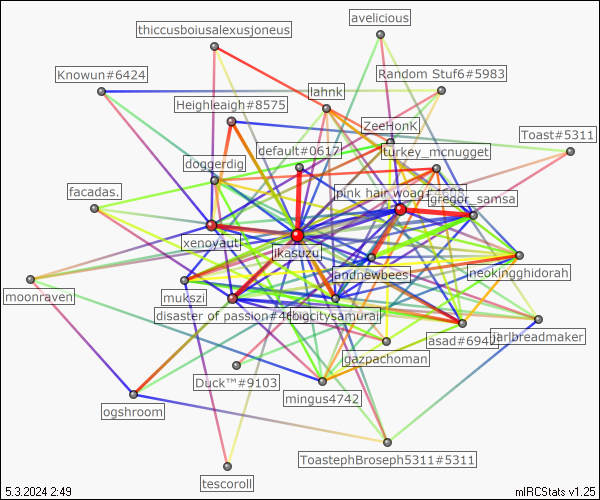 avelicious
thiccusboiusalexusjoneus
Knowun#6424
Random Stuf6#5983
lahnk
Heighleaigh#8575
ZeeHonK
Toast#5311
default#0617
turkey_mcnugget
doggerdig
facadas.
pink hair woag#4608
gregor_samsa
xenoyaut
ikasuzu
andnewbees
neokingghidorah
moonraven
mukszi
disaster of passion#46
bigcitysamurai
asad#6942
jarlbreadmaker
gazpachoman
Duck™#9103
mingus4742
ogshroom
ToastephBroseph5311#5311
tescoroll
5.3.2024 2:49
mIRCStats v1.25